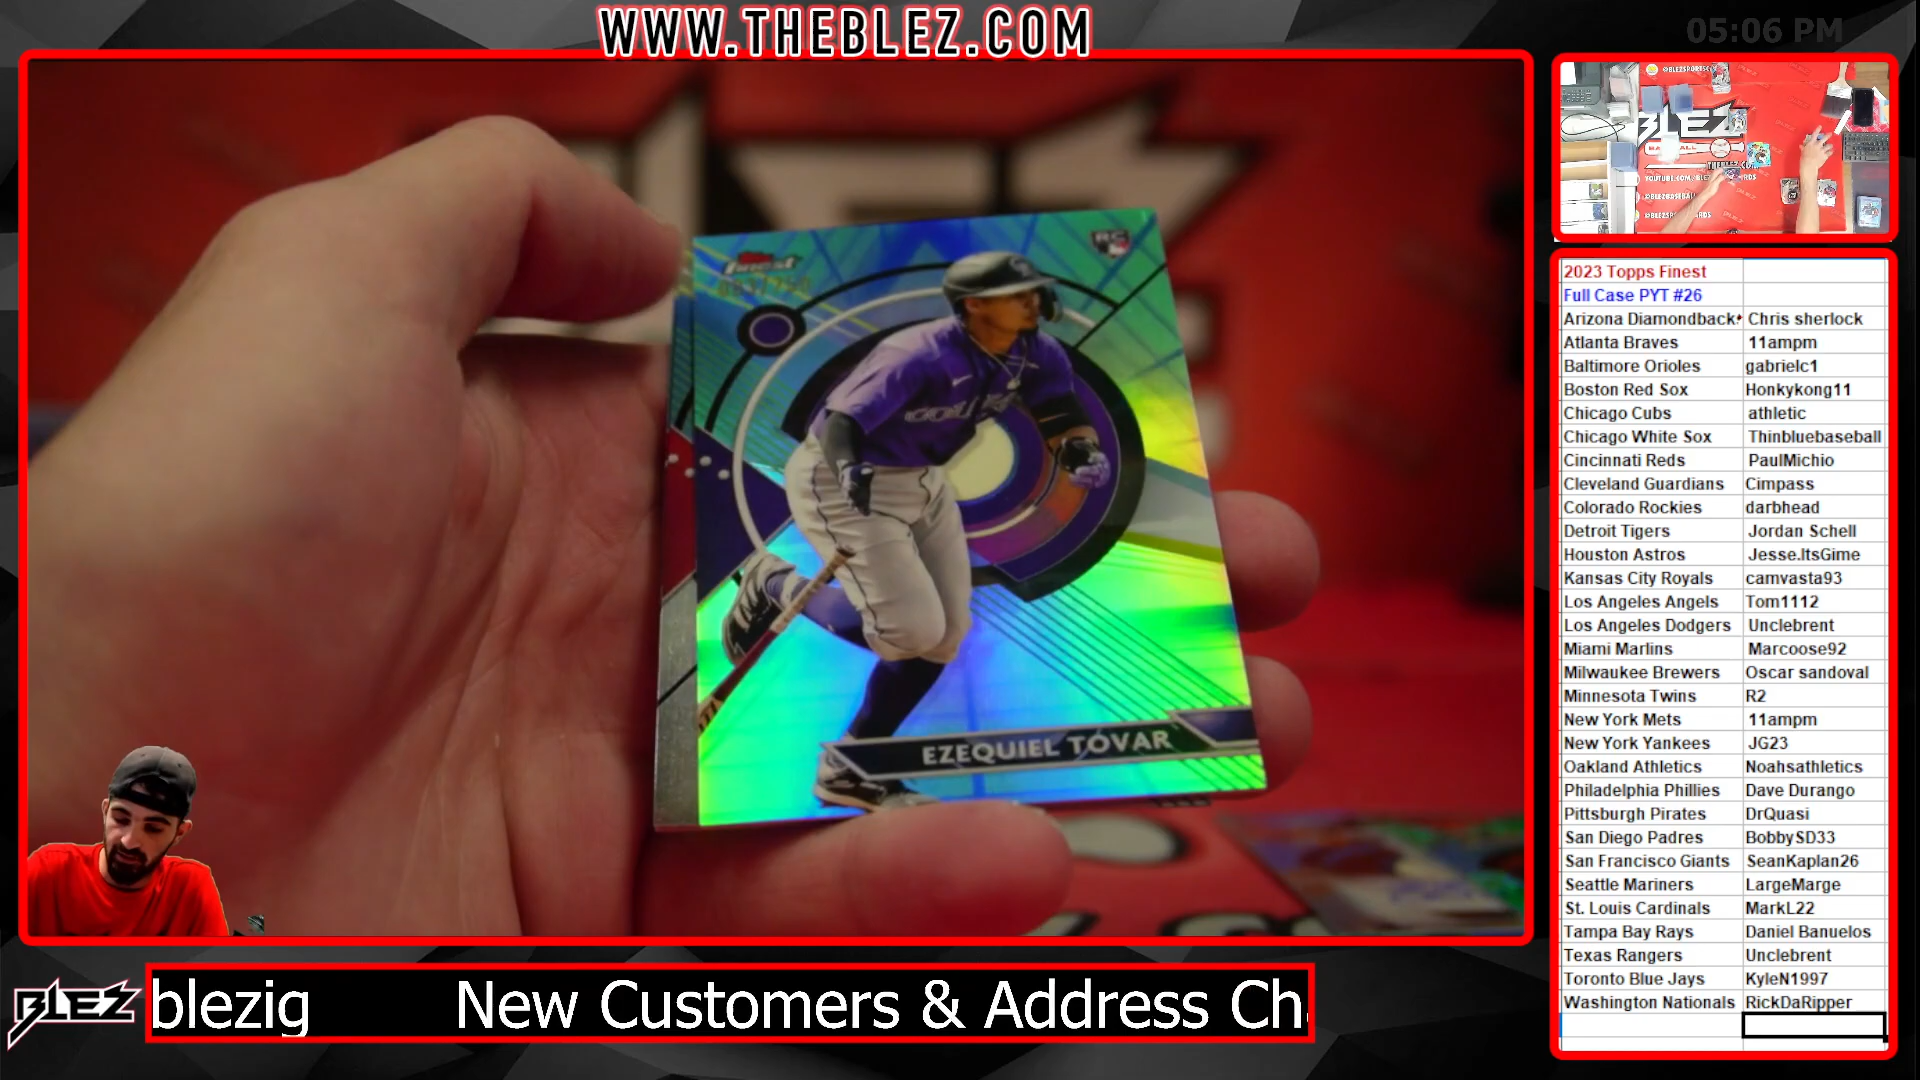 WWW.THEBLEZ.COM
05:06 PM
BLEZ
finest
RC
COLORADO
EZEQUIEL TOVAR
2023 Topps Finest
Full Case PYT #26
Arizona Diamondback Chris sherlock
Atlanta Braves 11ampm
Baltimore Orioles gabrielc1
Boston Red Sox Honkykong11
Chicago Cubs athletic
Chicago White Sox Thinbluebaseball
Cincinnati Reds PaulMichio
Cleveland Guardians Cimpass
Colorado Rockies darbhead
Detroit Tigers Jordan Schell
Houston Astros Jesse.ItsGime
Kansas City Royals camvasta93
Los Angeles Angels Tom1112
Los Angeles Dodgers Unclebrent
Miami Marlins Marcoose92
Milwaukee Brewers Oscar sandoval
Minnesota Twins R2
New York Mets 11ampm
New York Yankees JG23
Oakland Athletics Noahsathletics
Philadelphia Phillies Dave Durango
Pittsburgh Pirates DrQuasi
San Diego Padres BobbySD33
San Francisco Giants SeanKaplan26
Seattle Mariners LargeMarge
St. Louis Cardinals MarkL22
Tampa Bay Rays Daniel Banuelos
Texas Rangers Unclebrent
Toronto Blue Jays KyleN1997
Washington Nationals RickDaRipper
BLEZ
blezig New Customers & Address Ch